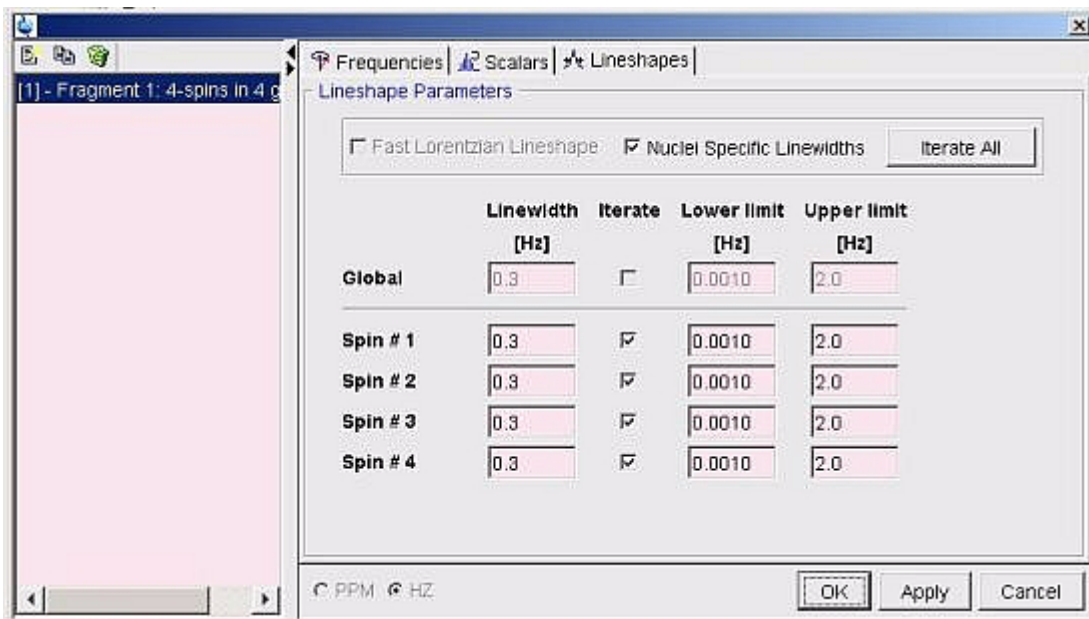 Frequencies Scalars Lineshapes
[1] - Fragment 1: 4-spins in 4 g
Lineshape Parameters
Fast Lorentzian Lineshape Nuclei Specific Linewidths Iterate All
Linewidth Iterate Lower limit Upper limit
[Hz] [Hz] [Hz]
Global 0.3 0.0010 2.0
Spin # 1 0.3 0.0010 2.0
Spin # 2 0.3 0.0010 2.0
Spin # 3 0.3 0.0010 2.0
Spin # 4 0.3 0.0010 2.0
PPM HZ OK Apply Cancel